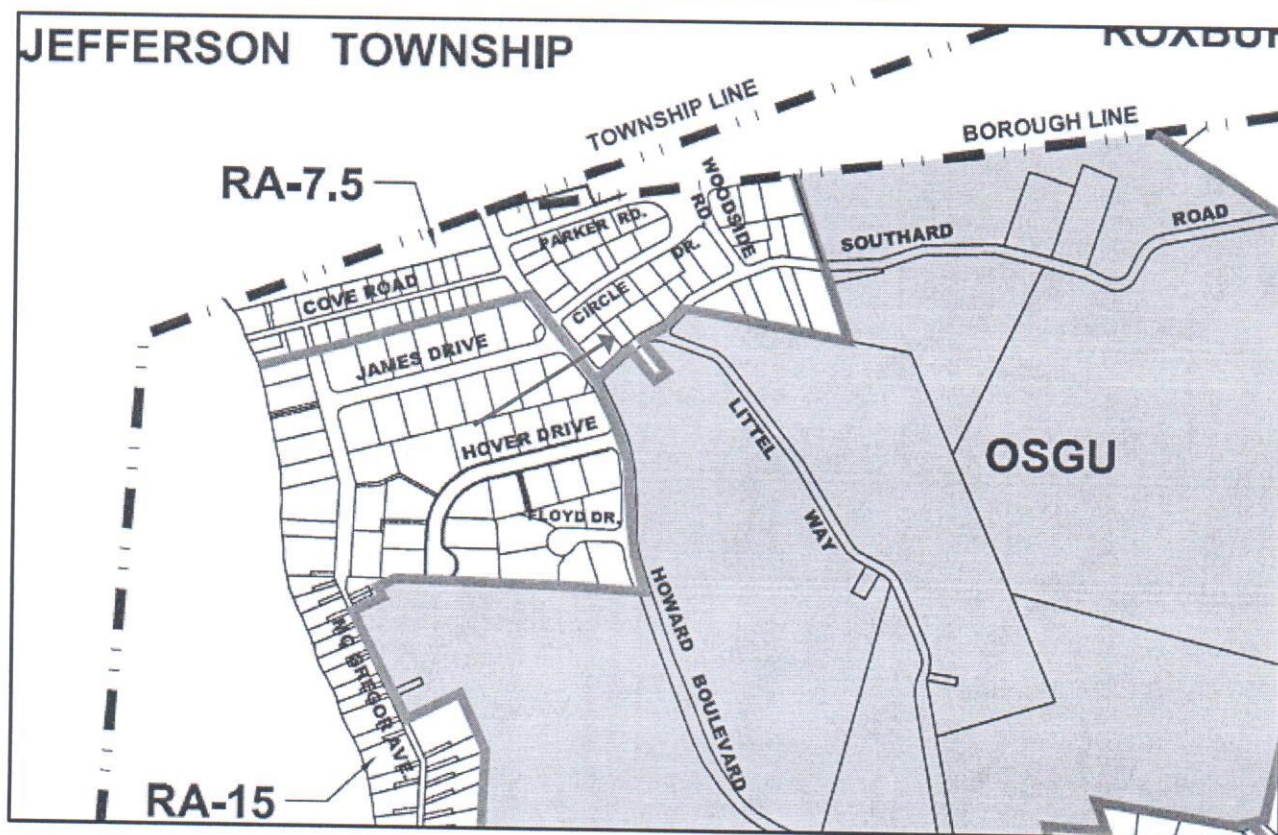 JEFFERSON TOWNSHIP
TOWNSHIP LINE
BOROUGH LINE
RA-7.5
WOODSIDE
RD.
PARKER RD.
SOUTHARD
ROAD
COVE ROAD
CIRCLE
DR.
JAMES DRIVE
HOVER DRIVE
LITTEL
WAY
OSGU
FLOYD DR.
HOWARD
BOULEVARD
MC GREGOR AVE.
RA-15